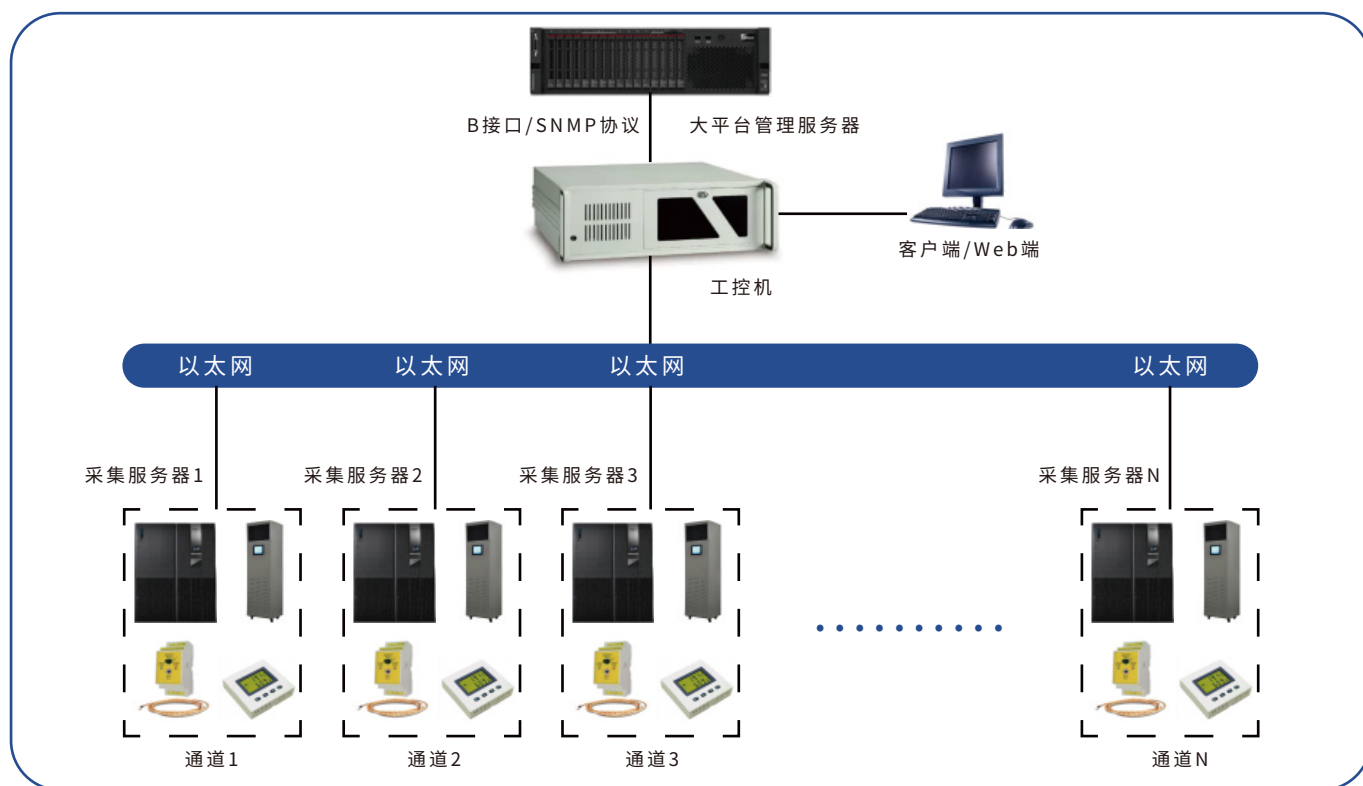 B接口/SNMP协议
大平台管理服务器
客户端/Web端
工控机
以太网
以太网
以太网
以太网
采集服务器1
采集服务器2
采集服务器3
采集服务器N
通道1
通道2
通道3
通道N